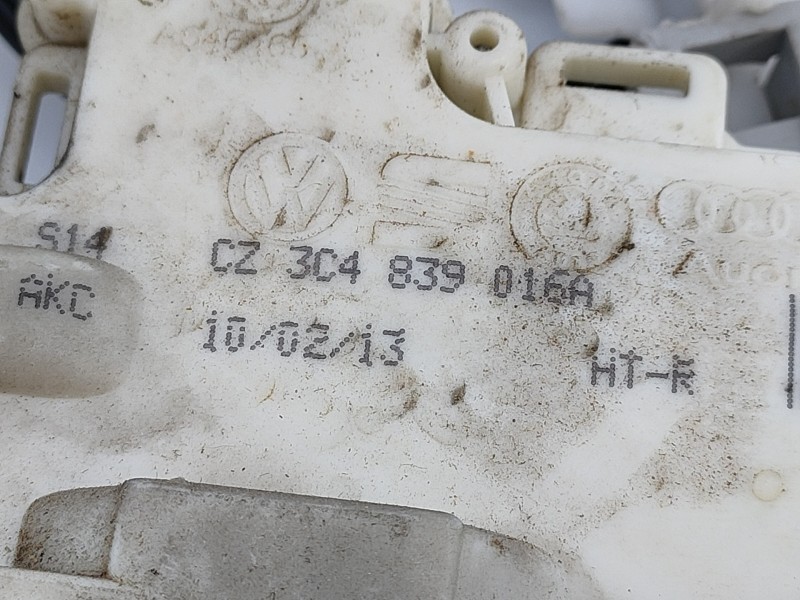 S14
CZ 3C4 839 016A
AKC
10/02/13
HT-R